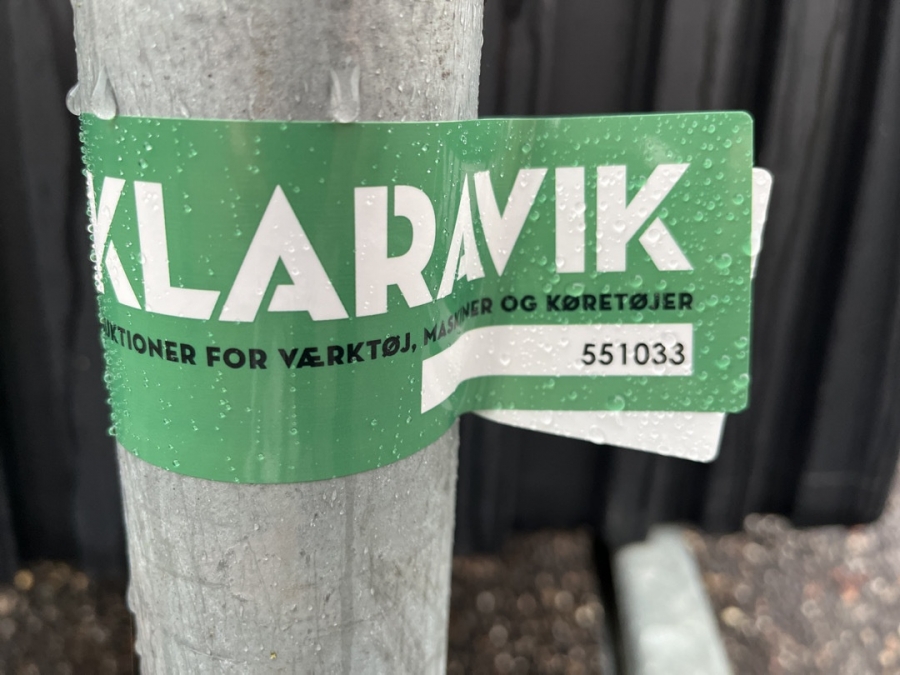 KLARAVIK
FOR VÆRKTØJ, MASKINER OG KØRETØJER
551033